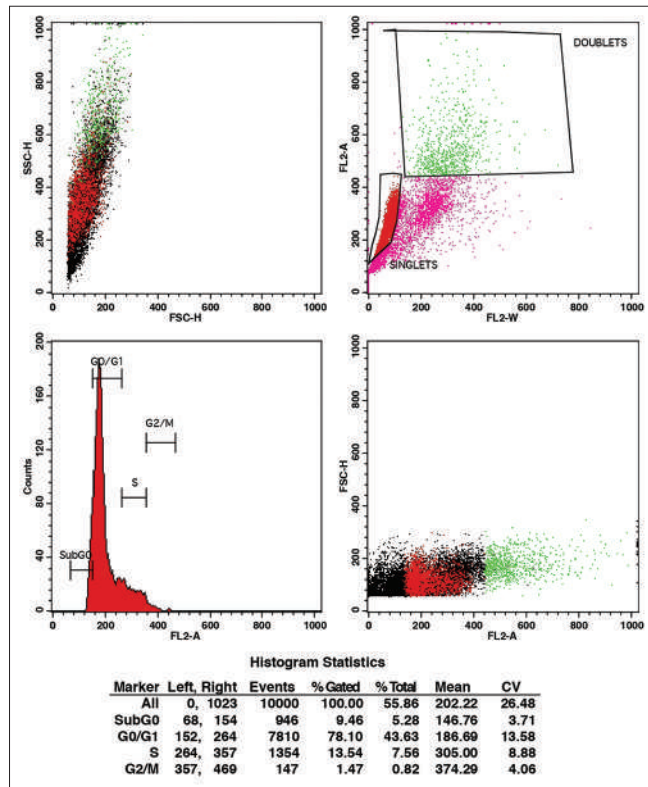 1000
800
600
400
200
0
SSC-H
0 200 400 600 800 1000
FSC-H
DOUBLETS
1000
800
600
400
200
0
FL2-A
SINGLETS
0 200 400 600 800 1000
FL2-W
200
160
120
80
40
0
Counts
G0/G1
G2/M
S
SubG0
0 200 400 600 800 1000
FL2-A
1000
800
600
400
200
0
FSC-H
0 200 400 600 800 1000
FL2-A
Histogram Statistics
Marker Left, Right Events % Gated % Total Mean CV
All 0, 1023 10000 100.00 55.86 202.22 26.48
SubG0 68, 154 946 9.46 5.28 146.76 3.71
G0/G1 152, 264 7810 78.10 43.63 186.69 13.58
S 264, 357 1354 13.54 7.56 305.00 8.88
G2/M 357, 469 147 1.47 0.82 374.29 4.06